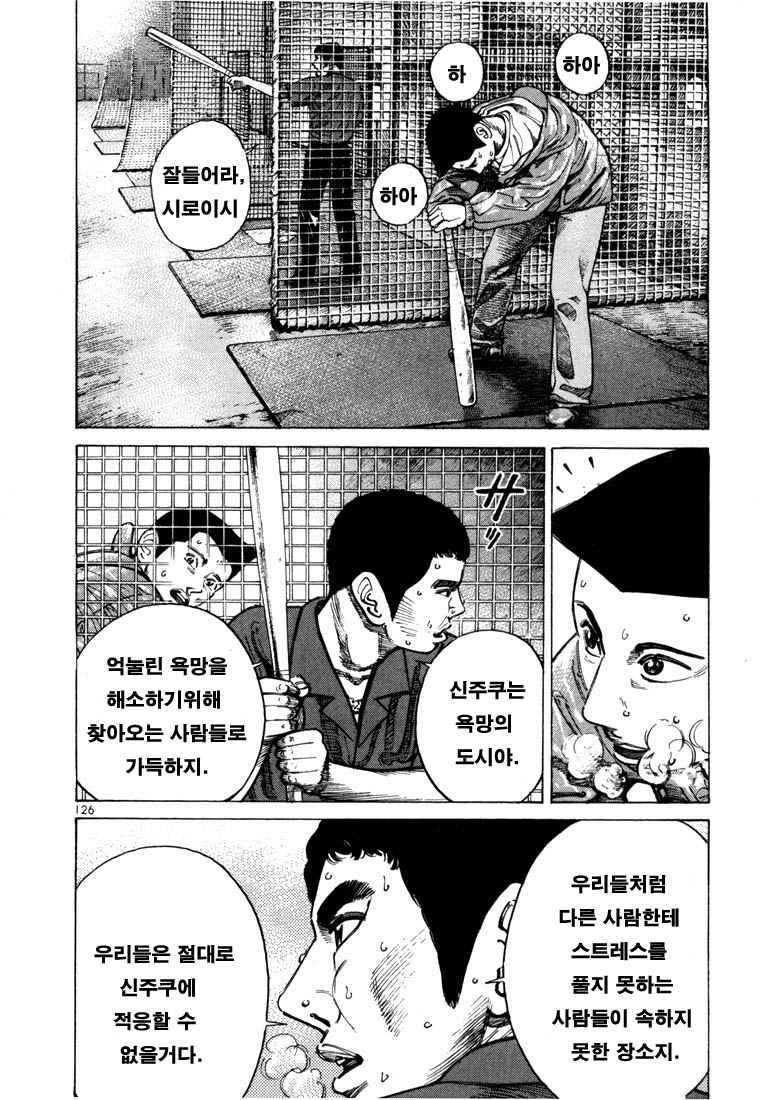 하아
하
하아
잘들어라,
시로이시
ザッ
신주쿠는
욕망의
도시야.
억눌린 욕망을
해소하기위해
찾아오는 사람들로
가득하지.
126
우리들처럼
다른 사람한테
스트레스를
풀지 못하는
사람들이 속하지
못한 장소지.
우리들은 절대로
신주쿠에
적응할 수
없을거다.